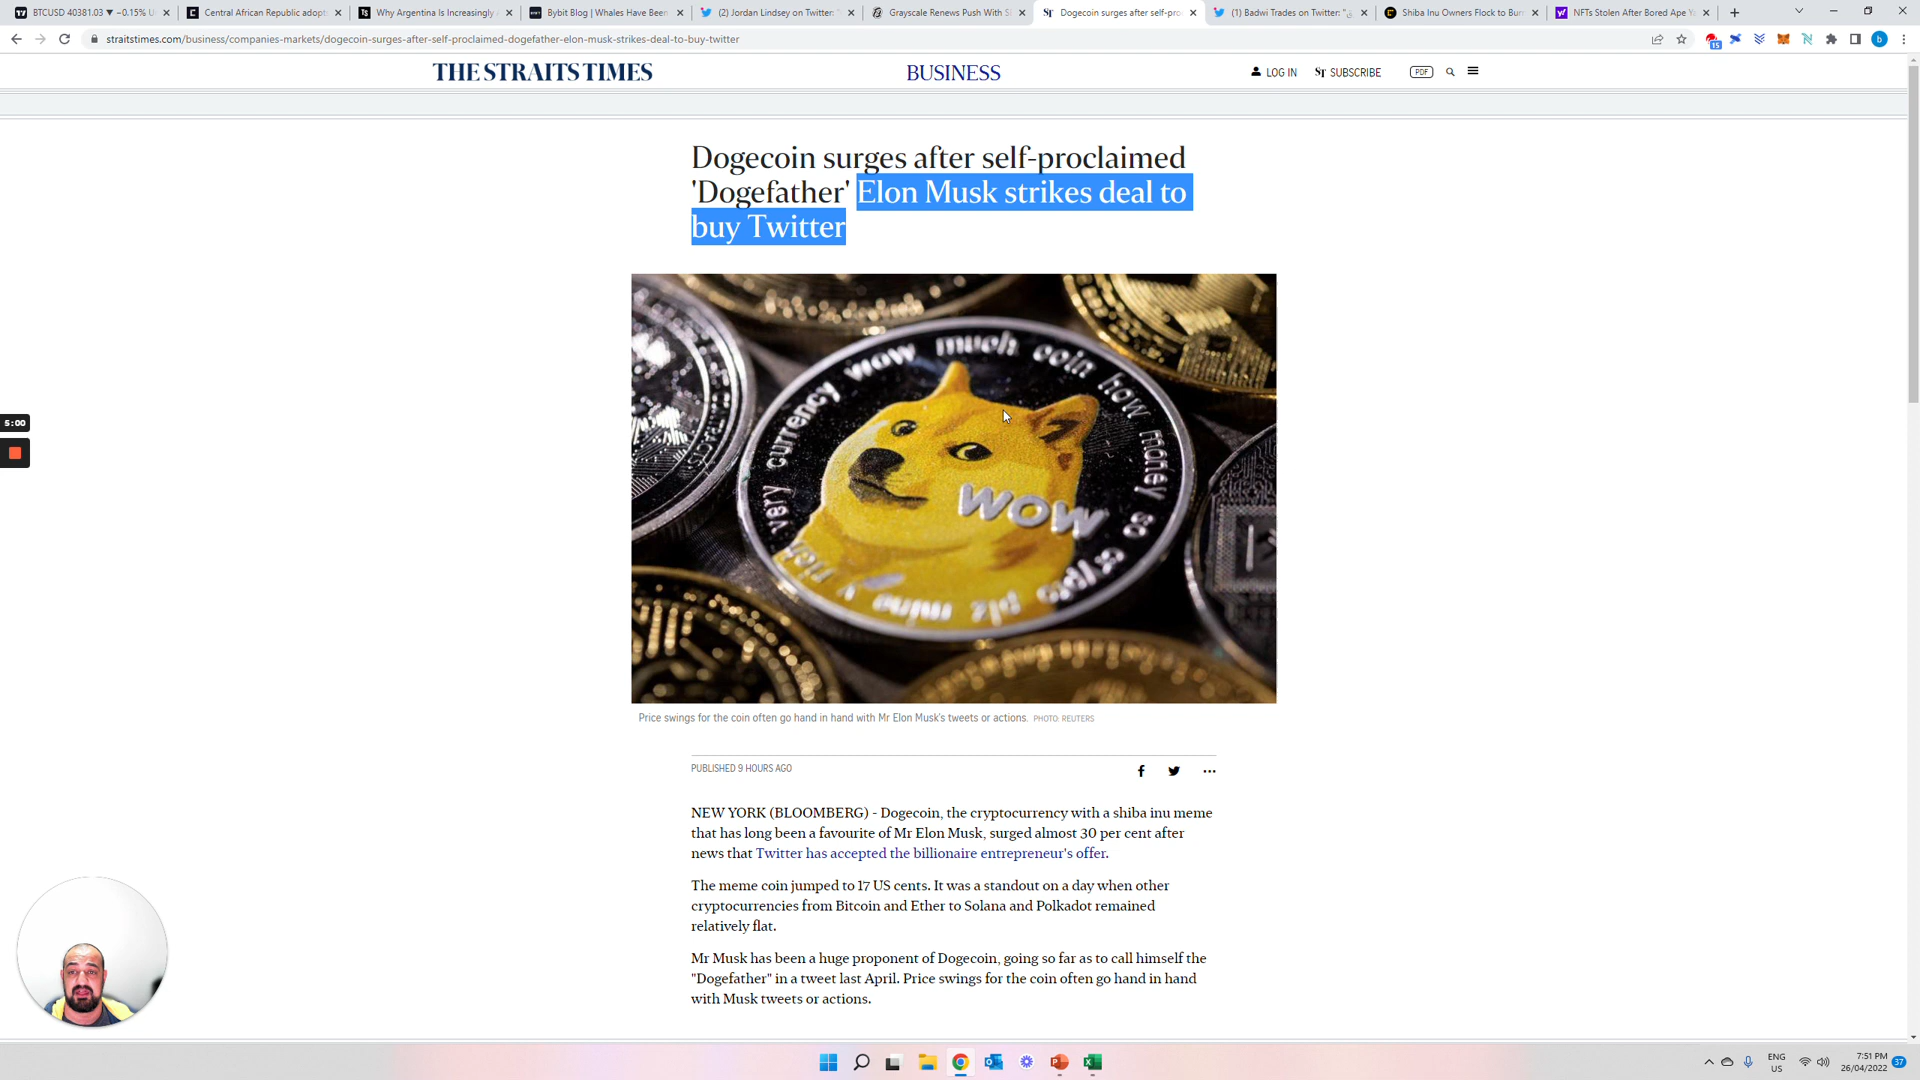 BTCUSD 40381.03 ▼ −0.15% U
Central African Republic adopt
Why Argentina Is Increasingly
Bybit Blog | Whales Have Been
(2) Jordan Lindsey on Twitter: "
Grayscale Renews Push With S
Dogecoin surges after self-pro
(1) Badwi Trades on Twitter: "
Shiba Inu Owners Flock to Bur
NFTs Stolen After Bored Ape Y
straitstimes.com/business/companies-markets/dogecoin-surges-after-self-proclaimed-dogefather-elon-musk-strikes-deal-to-buy-twitter
15
b
THE STRAITS TIMES
BUSINESS
LOG IN
ST SUBSCRIBE
PDF
Dogecoin surges after self-proclaimed
'Dogefather' Elon Musk strikes deal to
buy Twitter
very currency wow much coin how money so
plz mine v rich
WOW
5:00
Price swings for the coin often go hand in hand with Mr Elon Musk's tweets or actions. PHOTO: REUTERS
PUBLISHED 9 HOURS AGO
NEW YORK (BLOOMBERG) - Dogecoin, the cryptocurrency with a shiba inu meme
that has long been a favourite of Mr Elon Musk, surged almost 30 per cent after
news that Twitter has accepted the billionaire entrepreneur's offer.
The meme coin jumped to 17 US cents. It was a standout on a day when other
cryptocurrencies from Bitcoin and Ether to Solana and Polkadot remained
relatively flat.
Mr Musk has been a huge proponent of Dogecoin, going so far as to call himself the
"Dogefather" in a tweet last April. Price swings for the coin often go hand in hand
with Musk tweets or actions.
ENG
US
7:51 PM
26/04/2022
37